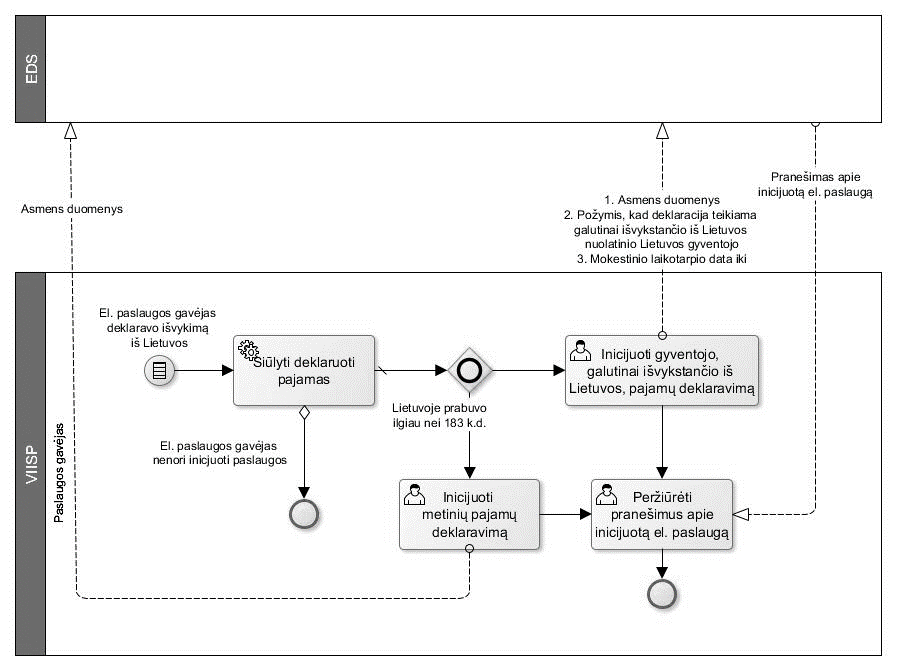 EDS
Asmens duomenys
1. Asmens duomenys
2. Požymis, kad deklaracija teikiama
galutinai išvykstančio iš Lietuvos
nuolatinio Lietuvos gyventojo
3. Mokestinio laikotarpio data iki
Pranešimas apie
inicijuotą el. paslaugą
VIISP
Paslaugos gavėjas
El. paslaugos gavėjas
deklaravo išvykimą
iš Lietuvos
Siūlyti deklaruoti
pajamas
Inicijuoti gyventojo,
galutinai išvykstančio iš
Lietuvos, pajamų deklaravimą
Lietuvoje prabuvo
ilgiau nei 183 k.d.
El. paslaugos gavėjas
nenori inicijuoti paslaugos
Inicijuoti
metinių pajamų
deklaravimą
Peržiūrėti
pranešimus apie
inicijuotą el. paslaugą